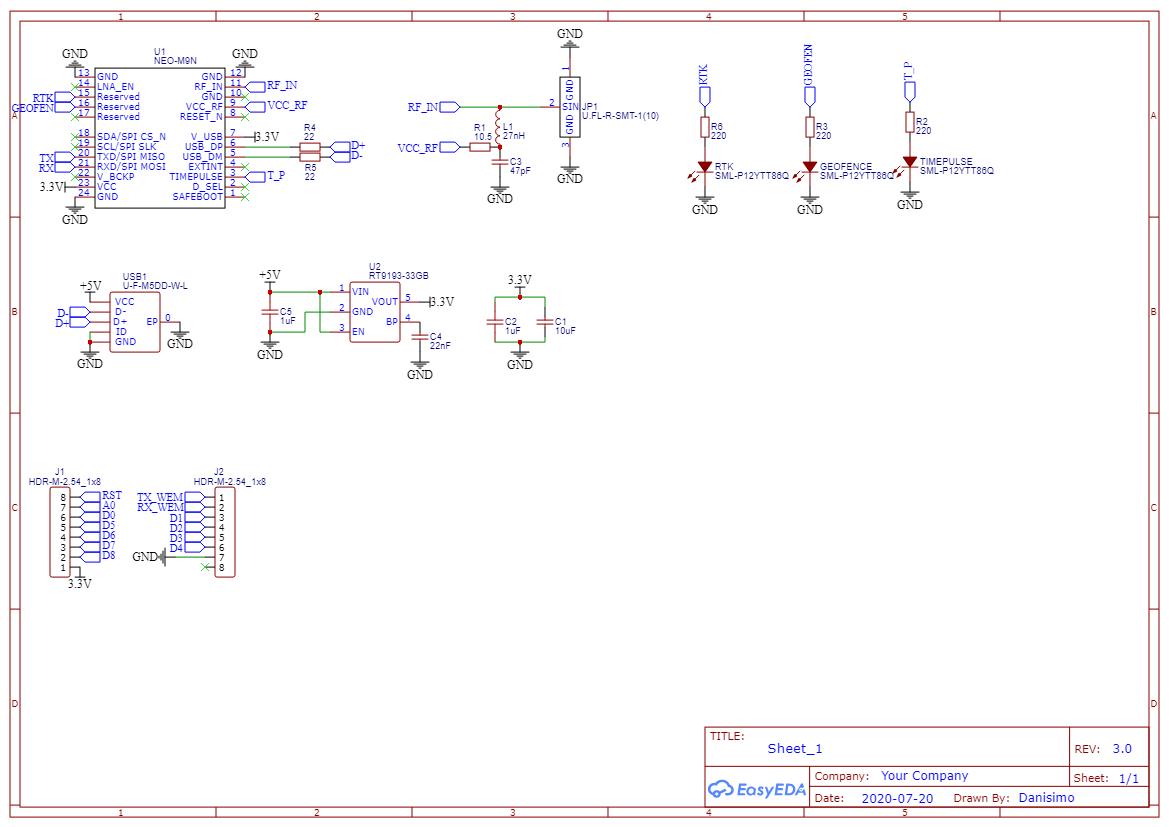 1 2 3 4 5
A A
B B
C C
D D
GND
U1
NEO-M9N
GND
13 GND GND 12
14 LNA_EN RF_IN 11 RF_IN
RTK 15 Reserved GND 10
GEOFEN 16 Reserved VCC_RF 9 VCC_RF
17 Reserved RESET_N 8
18 SDA/SPI CS_N V_USB 7 3.3V
19 SCL/SPI SLK USB_DP 6
TX 20 TXD/SPI MISO USB_DM 5
RX 21 RXD/SPI MOSI EXTINT 4
22 V_BCKP TIMEPULSE 3 T_P
3.3V 23 VCC D_SEL 2
24 GND SAFEBOOT 1
GND
R4
22
D+
D-
R5
22
GND
1
GND
RF_IN
2 SIN JP1
U.FL-R-SMT-1(10)
GND
3
GND
R1
10.5
L1
27nH
VCC_RF
C3
47pF
GND
RTK
R6
220
RTK
SML-P12YTT86Q
GND
GEOFEN
R3
220
GEOFENCE
SML-P12YTT86Q
GND
T_P
R2
220
TIMEPULSE
SML-P12YTT86Q
GND
USB1
U-F-M5DD-W-L
+5V
VCC
D- D-
D+ D+ EP 0
ID
GND
GND
GND
+5V
U2
RT9193-33GB
1 VIN
VOUT 5 3.3V
2 GND
BP 4
3 EN
C5
1uF
GND
C4
22nF
GND
3.3V
C2
1uF
C1
10uF
GND
J1
HDR-M-2.54_1x8
8 RST
7 A0
6 D0
5 D5
4 D6
3 D7
2 D8
1
3.3V
J2
HDR-M-2.54_1x8
TX_WEM 1
RX_WEM 2
D1 3
D2 4
D3 5
D4 6
GND 7
8
TITLE:
Sheet_1
REV: 3.0
EasyEDA
Company: Your Company
Sheet: 1/1
Date: 2020-07-20 Drawn By: Danisimo
1 2 3 4 5